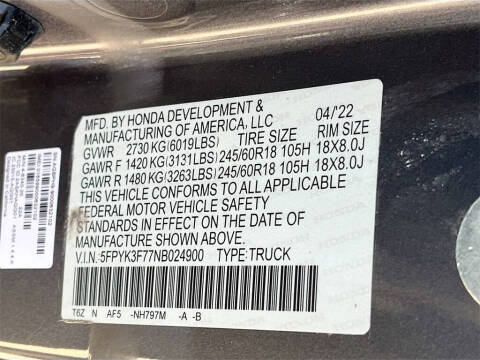 MFD. BY HONDA DEVELOPMENT &
MANUFACTURING OF AMERICA, LLC 04/'22
GVWR 2730 KG(6019LBS) TIRE SIZE RIM SIZE
GAWR F 1420 KG(3131LBS) 245/60R18 105H 18X8.0J
GAWR R 1480 KG(3263LBS) 245/60R18 105H 18X8.0J
THIS VEHICLE CONFORMS TO ALL APPLICABLE
FEDERAL MOTOR VEHICLE SAFETY
STANDARDS IN EFFECT ON THE DATE OF
MANUFACTURE SHOWN ABOVE.
V.I.N.:5FPYK3F77NB024900 TYPE:TRUCK
T6Z N AF5 -NH797M -A -B